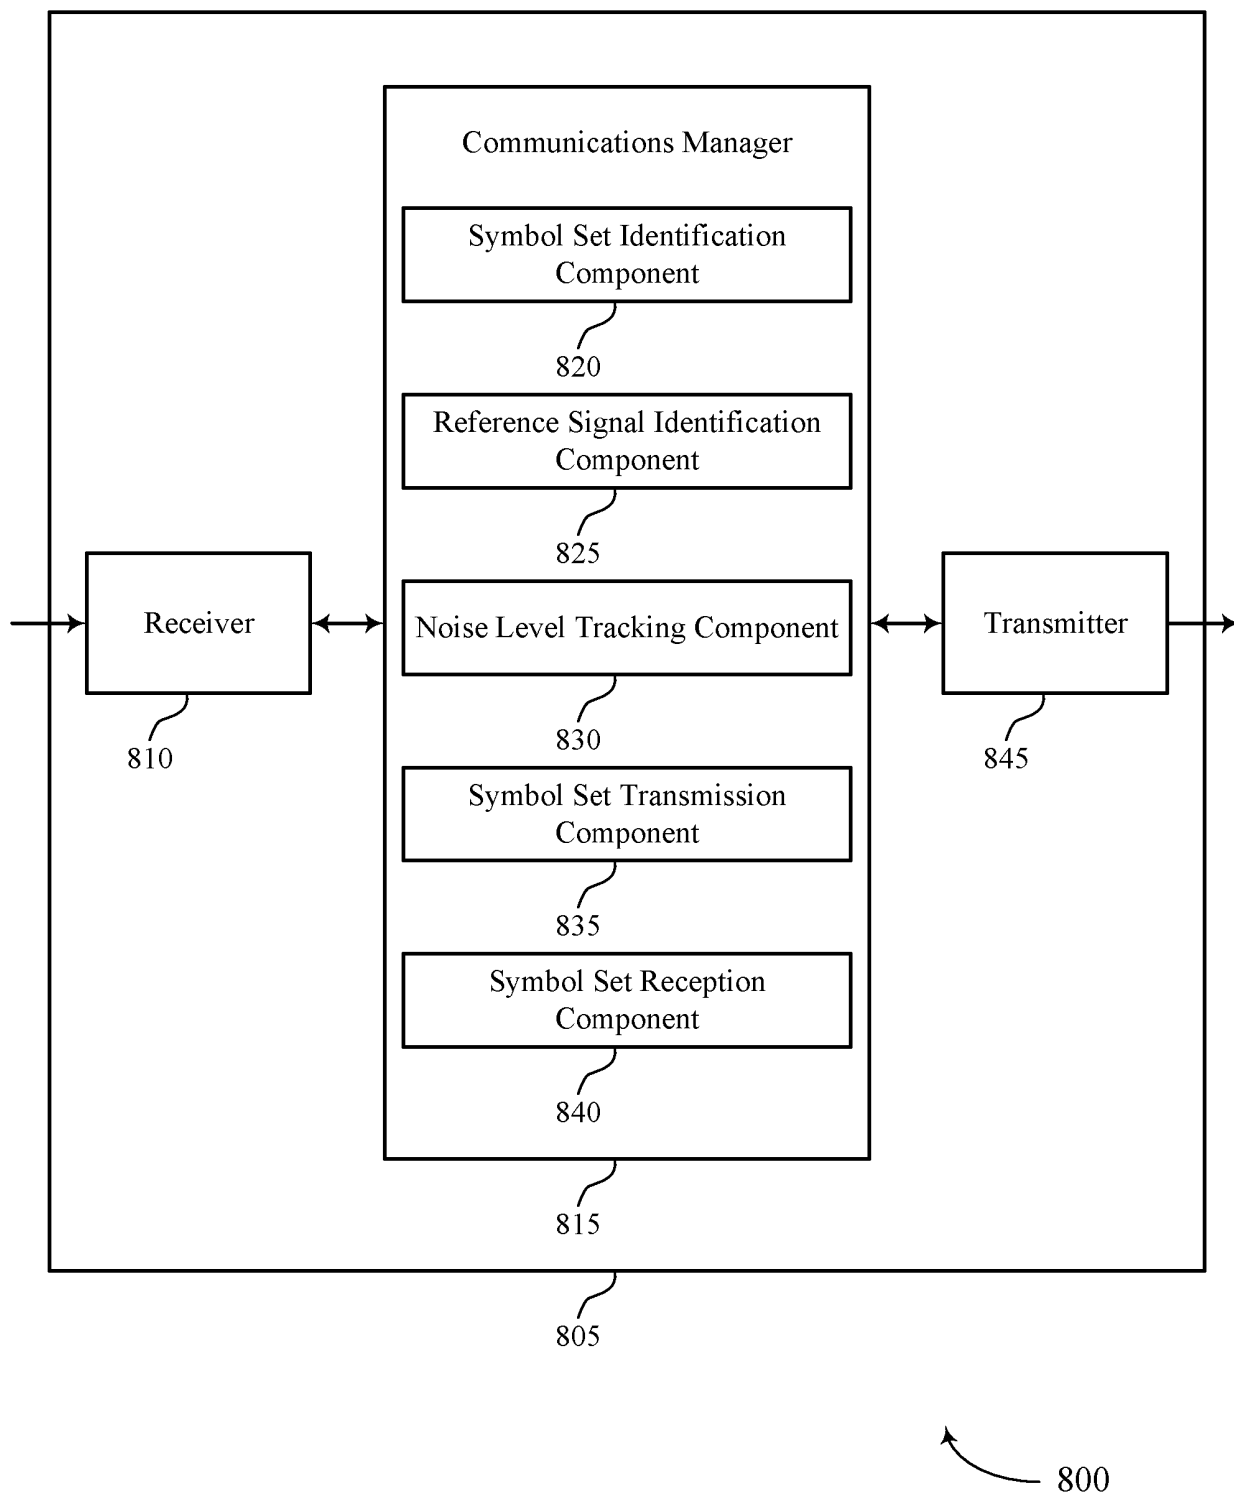 Communications Manager
Symbol Set Identification
Component
820
Reference Signal Identification
Component
825
Receiver
810
Noise Level Tracking Component
830
Transmitter
845
Symbol Set Transmission
Component
835
Symbol Set Reception
Component
840
815
805
800